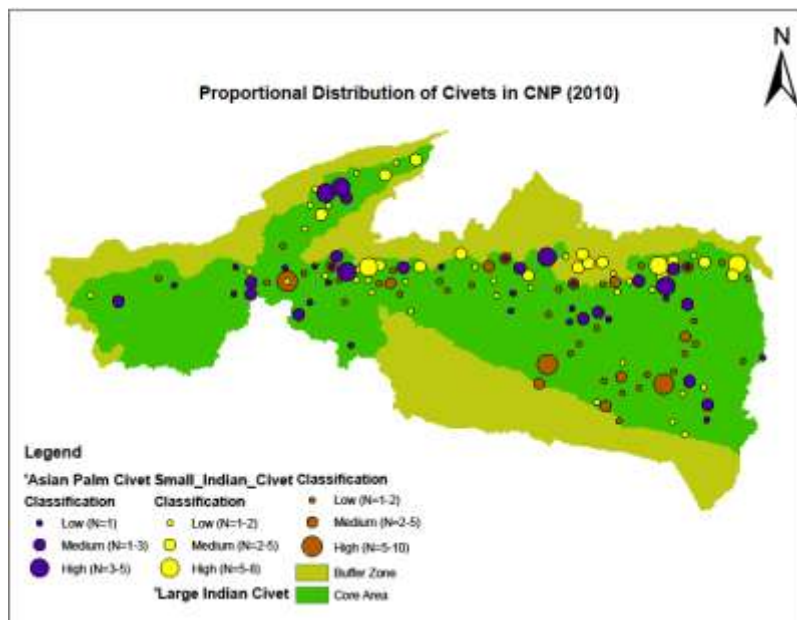 N
Proportional Distribution of Civets in CNP (2010)
Legend
'Asian Palm Civet Small_Indian_Civet Classification
Classification Classification
Low (N=1-2)
Low (N=1) Low (N=1-2)
Medium (N=2-5)
Medium (N=1-3) Medium (N=2-5)
High (N=5-10)
High (N=3-5) High (N=5-8)
Buffer Zone
'Large Indian Civet Core Area